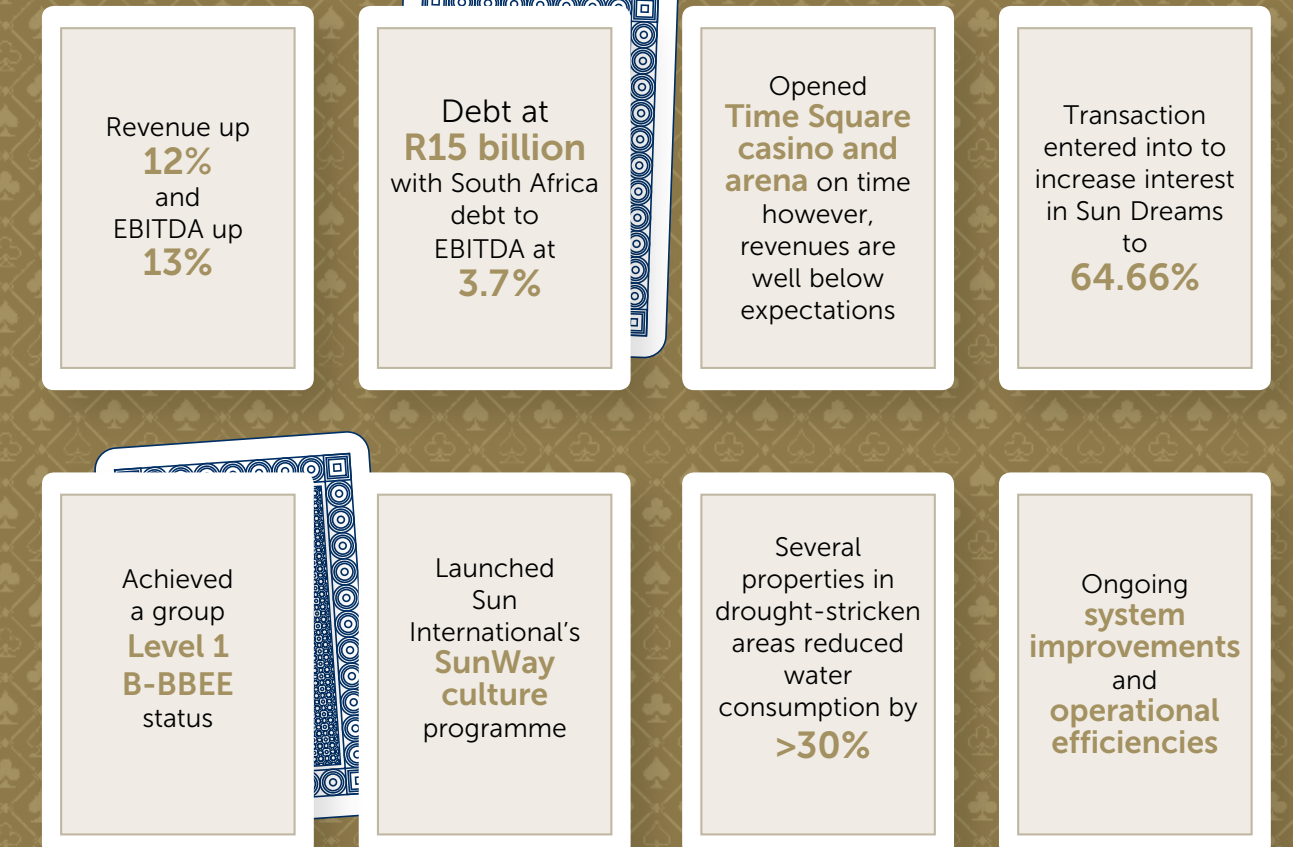 Revenue up
12%
and
EBITDA up
13%
Debt at
R15 billion
with South Africa
debt to
EBITDA at
3.7%
Opened
Time Square
casino and
arena on time
however,
revenues are
well below
expectations
Transaction
entered into to
increase interest
in Sun Dreams
to
64.66%
Achieved
a group
Level 1
B-BBEE
status
Launched
Sun
International’s
SunWay
culture
programme
Several
properties in
drought-stricken
areas reduced
water
consumption by
>30%
Ongoing
system
improvements
and
operational
efficiencies